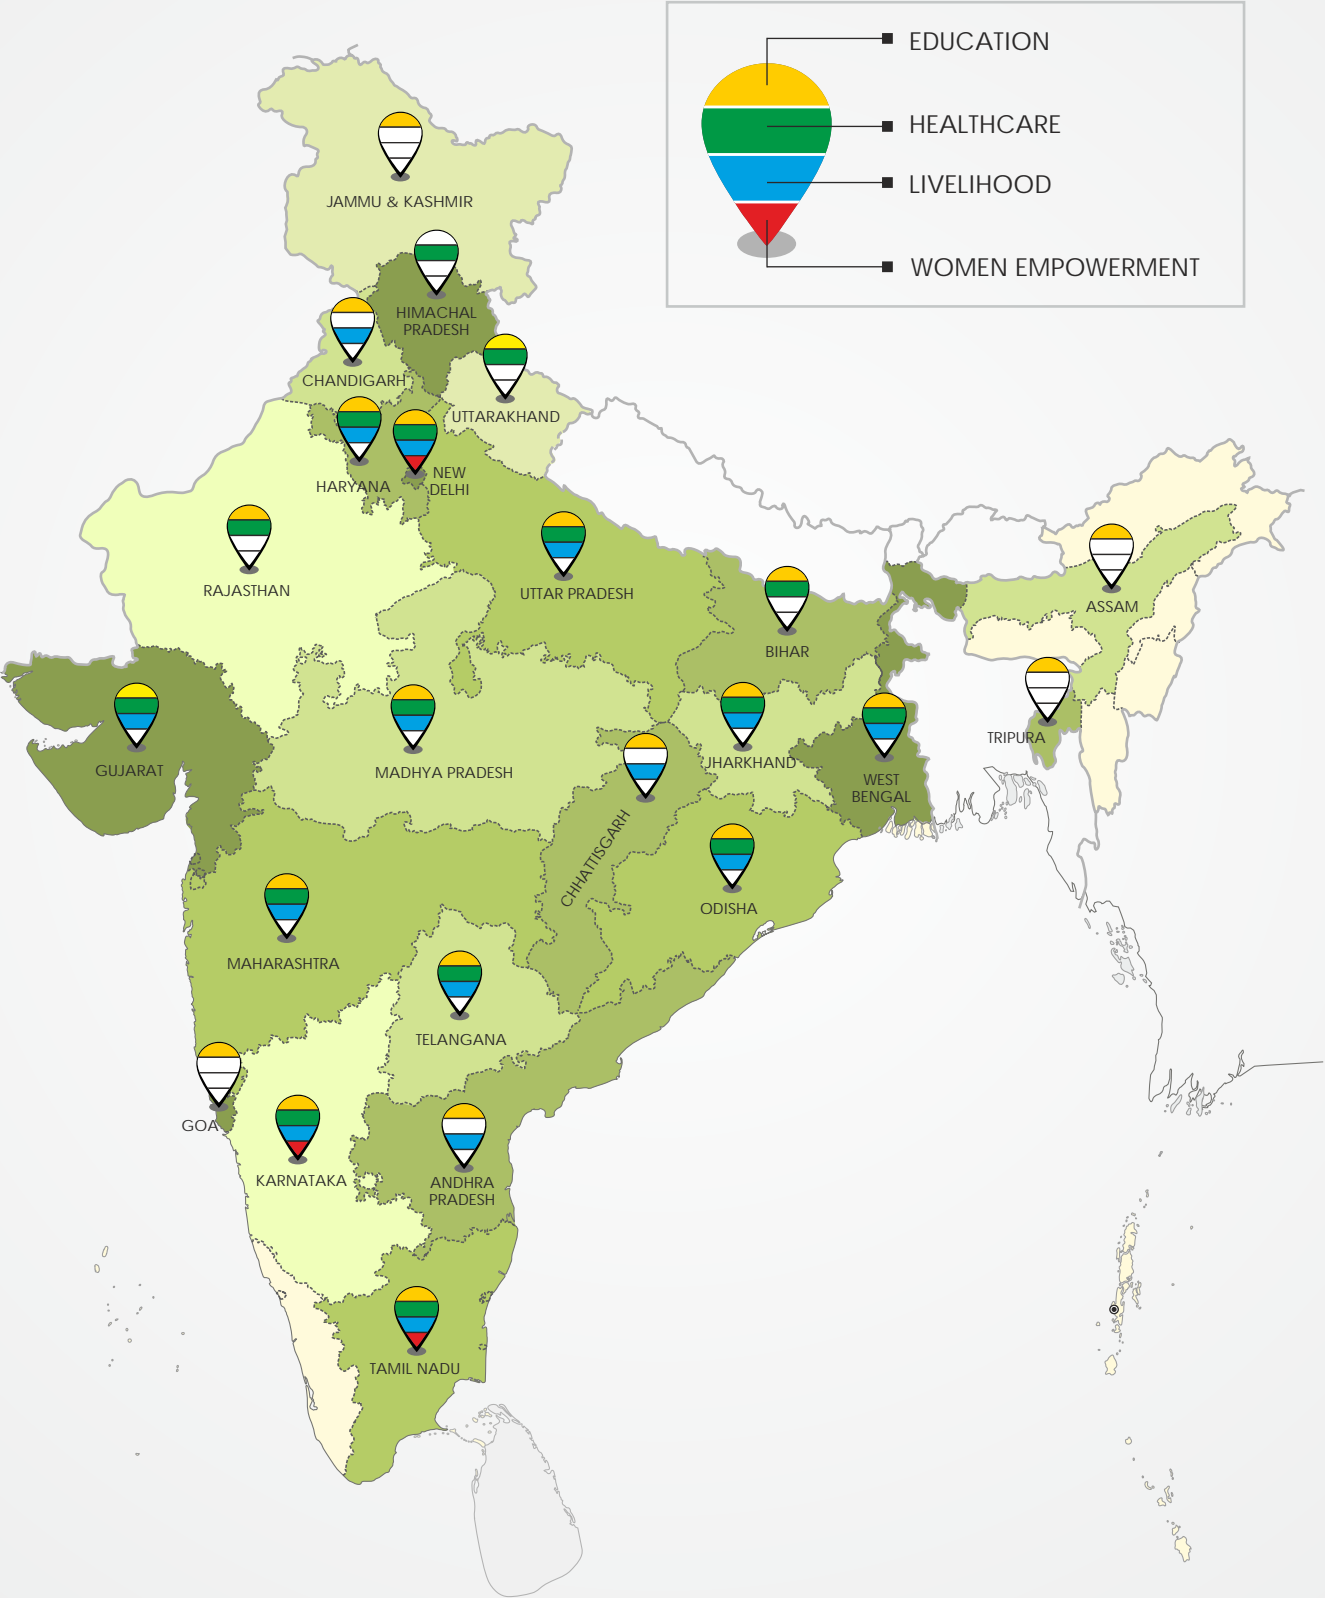 EDUCATION
HEALTHCARE
LIVELIHOOD
WOMEN EMPOWERMENT
JAMMU & KASHMIR
HIMACHAL
PRADESH
CHANDIGARH
UTTARAKHAND
HARYANA
NEW
DELHI
RAJASTHAN
UTTAR PRADESH
ASSAM
BIHAR
TRIPURA
GUJARAT
MADHYA PRADESH
JHARKHAND
WEST
BENGAL
CHHATTISGARH
ODISHA
MAHARASHTRA
TELANGANA
GOA
KARNATAKA
ANDHRA
PRADESH
TAMIL NADU